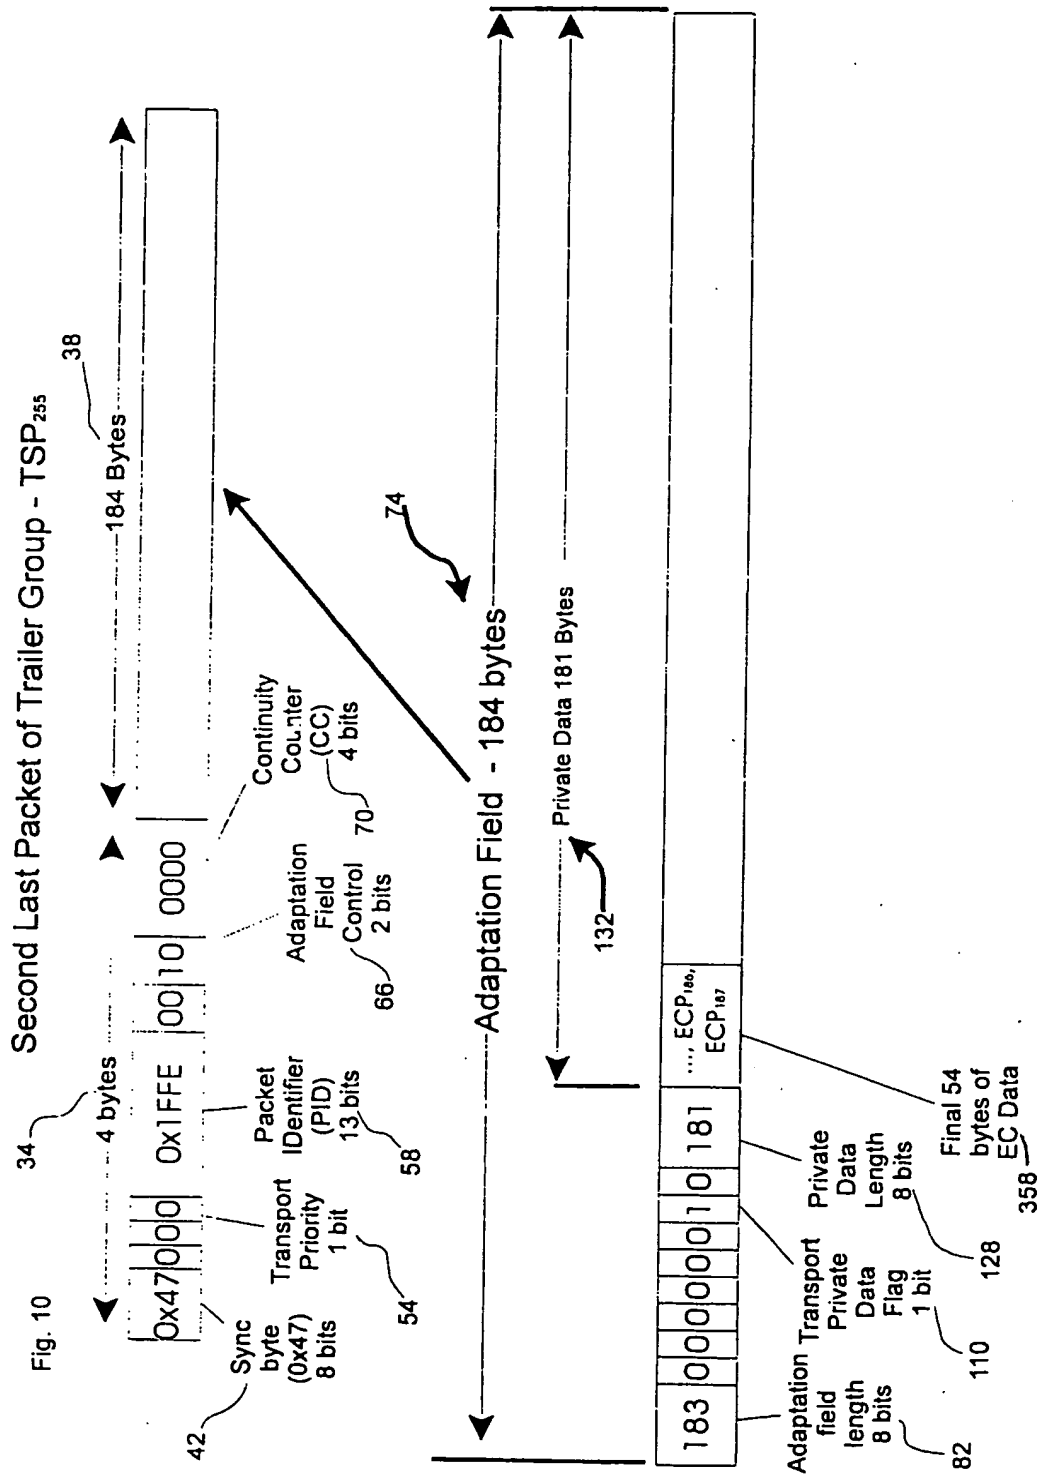 Second Last Packet of Trailer Group - TSP255
Fig. 10
34
4 bytes
38
184 Bytes
0x47 0 0 0 0x1FFE 00 10 0000
42
Sync
byte
(0x47)
8 bits
Transport
Priority
1 bit
54
Packet
IDentifier
(PID)
13 bits
58
Adaptation
Field
Control
2 bits
66
Continuity
Counter
(CC)
4 bits
70
74
Adaptation Field - 184 bytes
Private Data 181 Bytes
132
183 0 0 0 0 0 0 1 0 181 ...., ECP186,
ECP187
Adaptation
field
length
8 bits
82
Transport
Private
Data
Flag
1 bit
110
Private
Data
Length
8 bits
128
Final 54
bytes of
EC Data
358